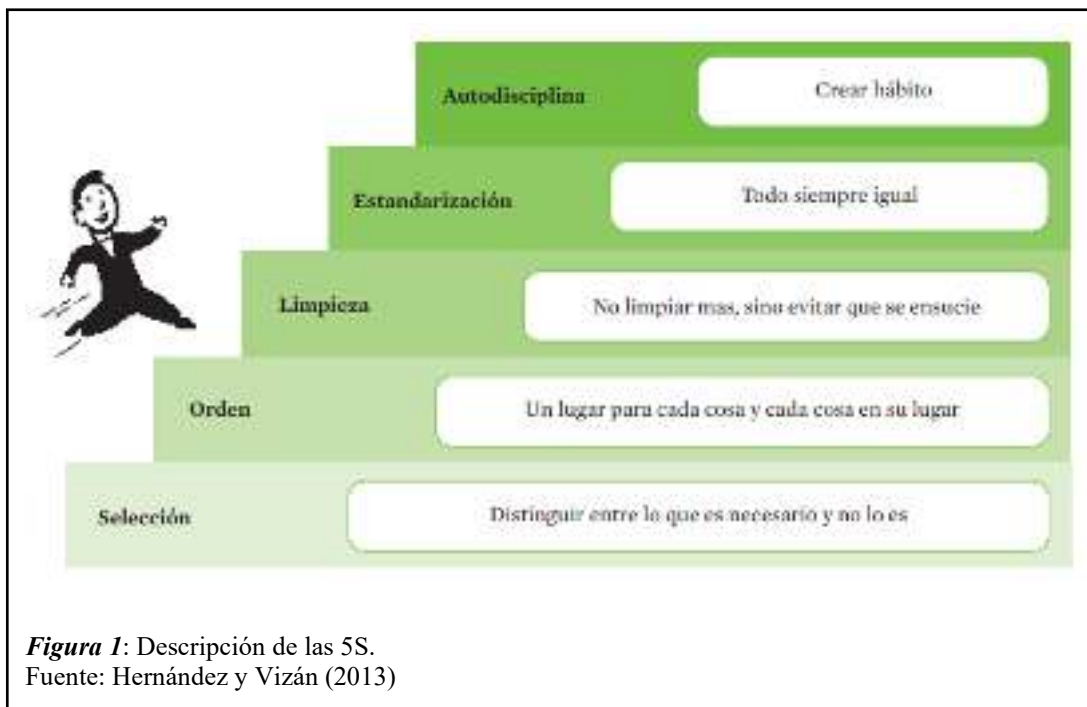 Autodisciplina
Crear hábito
Estandarización
Todo siempre igual
Limpieza
No limpiar mas, sino evitar que se ensucie
Orden
Un lugar para cada cosa y cada cosa en su lugar
Selección
Distinguir entre lo que es necesario y no lo es
Figura 1: Descripción de las 5S.
Fuente: Hernández y Vizán (2013)